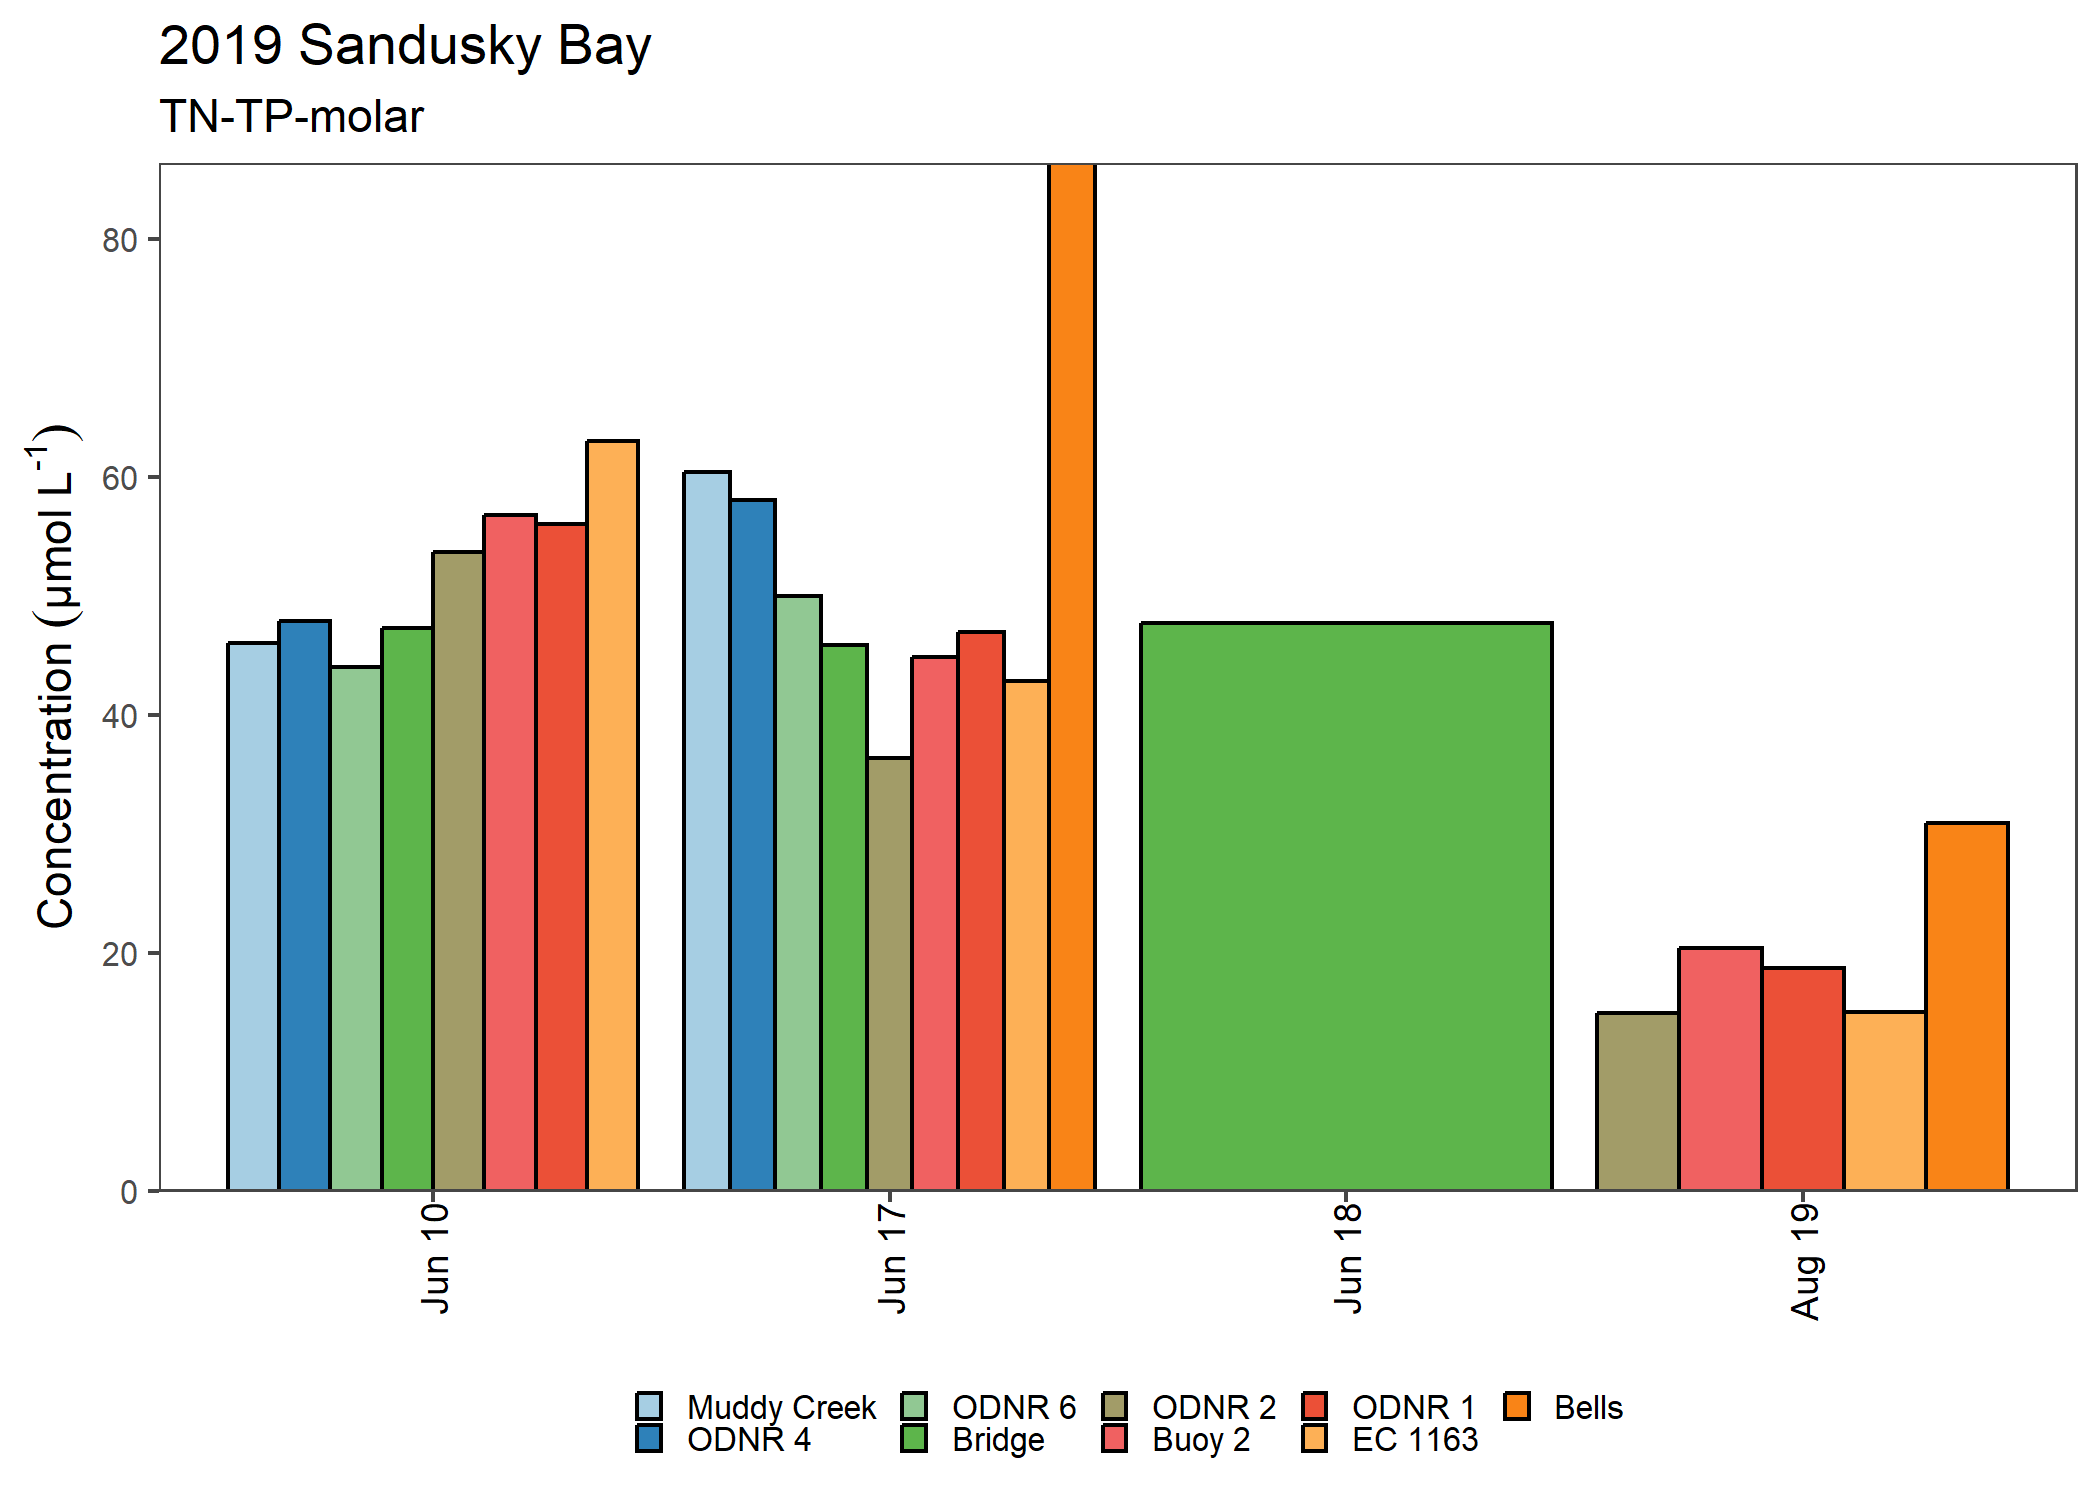 2019 Sandusky Bay
TN-TP-molar
Concentration (µmol L⁻¹)
80
60
40
20
0
Jun 10
Jun 17
Jun 18
Aug 19
Muddy Creek
ODNR 6
ODNR 2
ODNR 1
Bells
ODNR 4
Bridge
Buoy 2
EC 1163